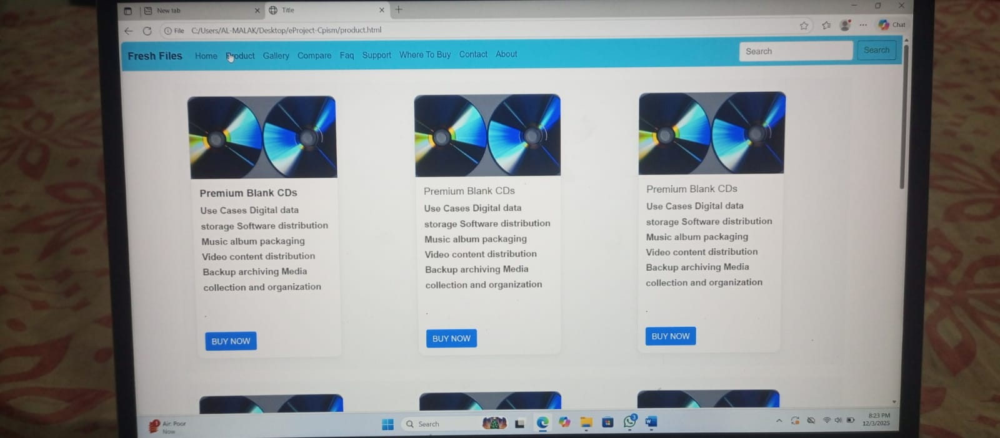 New tab
Title
File C:/Users/AL-MALAK/Desktop/eProject-Cpism/product.html
Chat
Fresh Files Home Product Gallery Compare Faq Support Where To Buy Contact About
Search
Search
Premium Blank CDs
Use Cases Digital data
storage Software distribution
Music album packaging
Video content distribution
Backup archiving Media
collection and organization
.
BUY NOW
Premium Blank CDs
Use Cases Digital data
storage Software distribution
Music album packaging
Video content distribution
Backup archiving Media
collection and organization
.
BUY NOW
Premium Blank CDs
Use Cases Digital data
storage Software distribution
Music album packaging
Video content distribution
Backup archiving Media
collection and organization
.
BUY NOW
1
Air: Poor
Now
Search
3
W
8:23 PM
12/3/2025